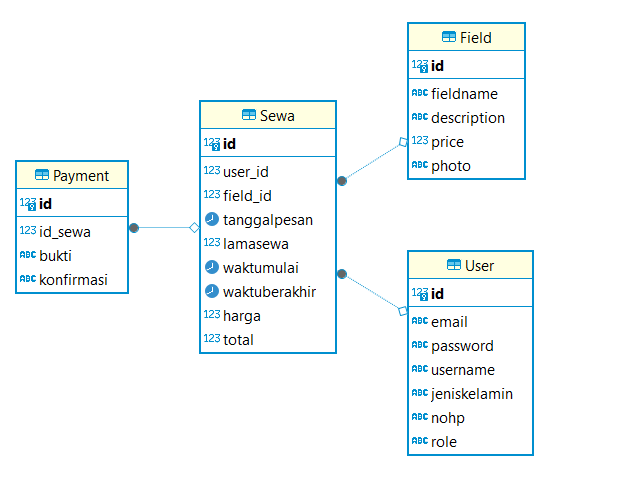 Field
123 id
ABC fieldname
ABC description
123 price
ABC photo
Sewa
123 id
123 user_id
123 field_id
tanggalpesan
123 lamasewa
waktumulai
waktuberakhir
123 harga
123 total
Payment
123 id
123 id_sewa
ABC bukti
ABC konfirmasi
User
123 id
ABC email
ABC password
ABC username
ABC jeniskelamin
ABC nohp
ABC role